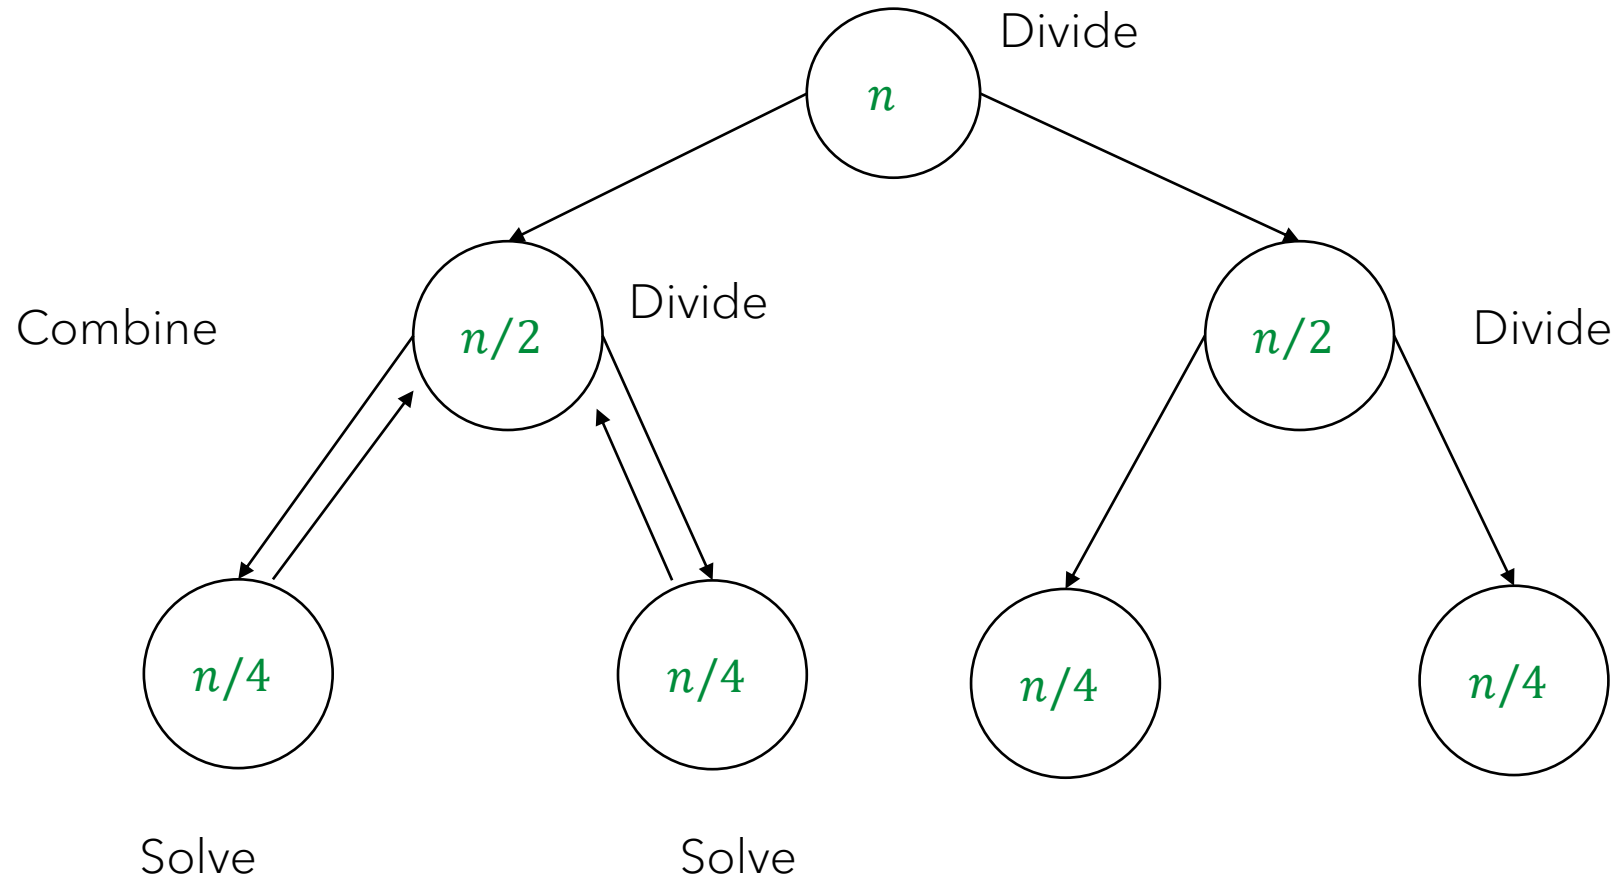 Divide
n
Divide
Combine
n/2
n/2
Divide
n/4
n/4
n/4
n/4
Solve
Solve